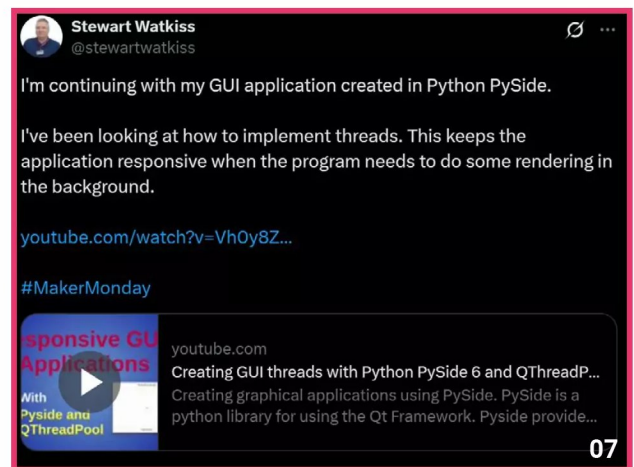 Stewart Watkiss
@stewartwatkiss
I'm continuing with my GUI application created in Python PySide.
I've been looking at how to implement threads. This keeps the
application responsive when the program needs to do some rendering in
the background.
youtube.com/watch?v=Vh0y8Z...
#MakerMonday
sponsive GU
Applications
With
Pyside and
QThreadPool
youtube.com
Creating GUI threads with Python PySide 6 and QThreadP...
Creating graphical applications using PySide. PySide is a
python library for using the Qt Framework. Pyside provide...
07